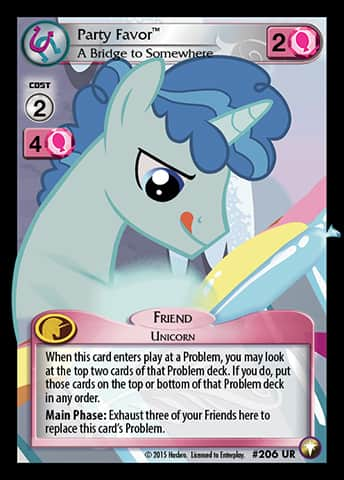 Party Favor™
A Bridge to Somewhere
2
COST
2
4
FRIEND
UNICORN
When this card enters play at a Problem, you may look
at the top two cards of that Problem deck. If you do, put
those cards on the top or bottom of that Problem deck
in any order.
Main Phase: Exhaust three of your Friends here to
replace this card's Problem.
© 2015 Hasbro. Licensed to Enterplay. #206 UR